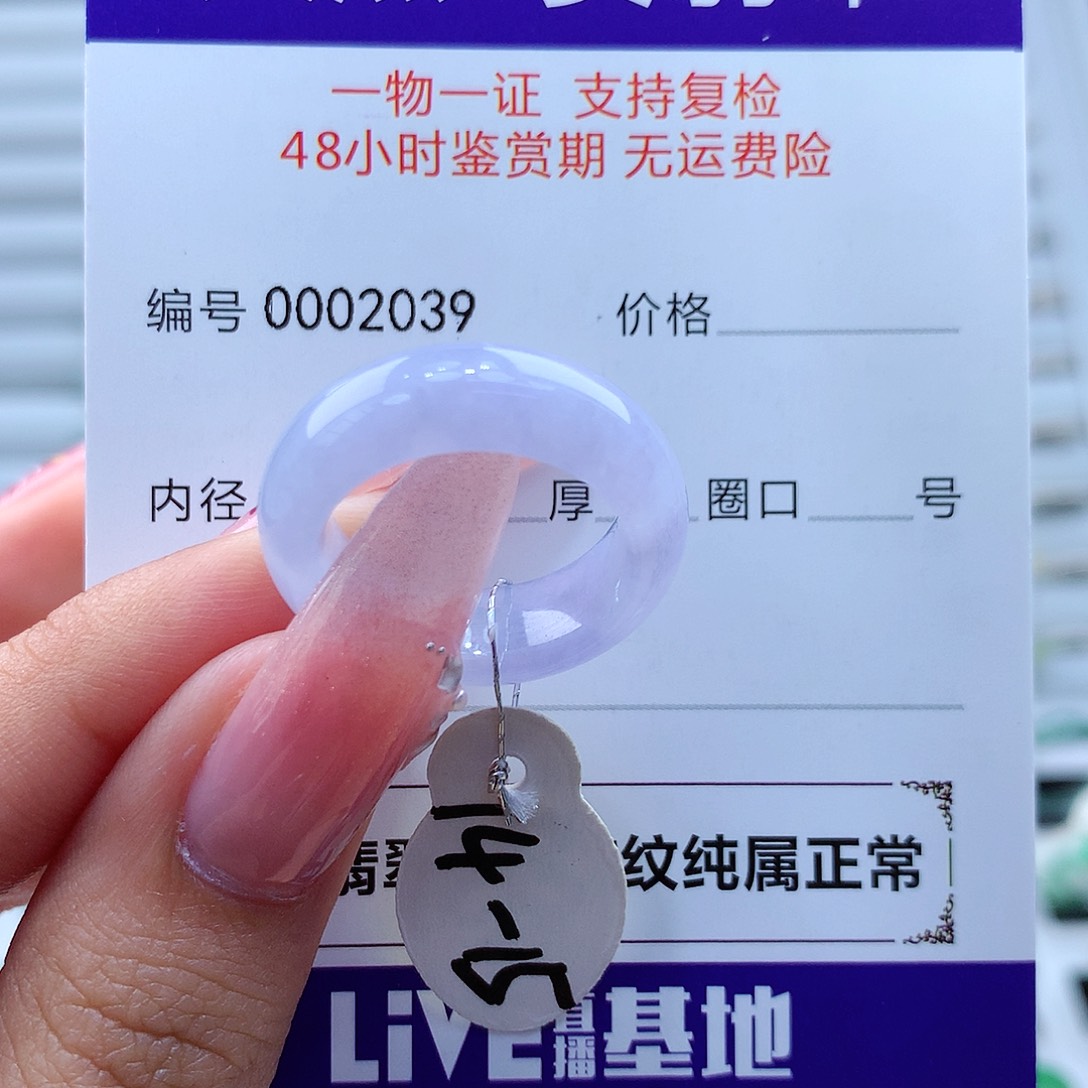 一物一证 支持复检
48小时鉴赏期 无运费险
编号 0002039 价格
内径 厚 圈口 号
纹纯属正常
14-15
LiVE直播基地